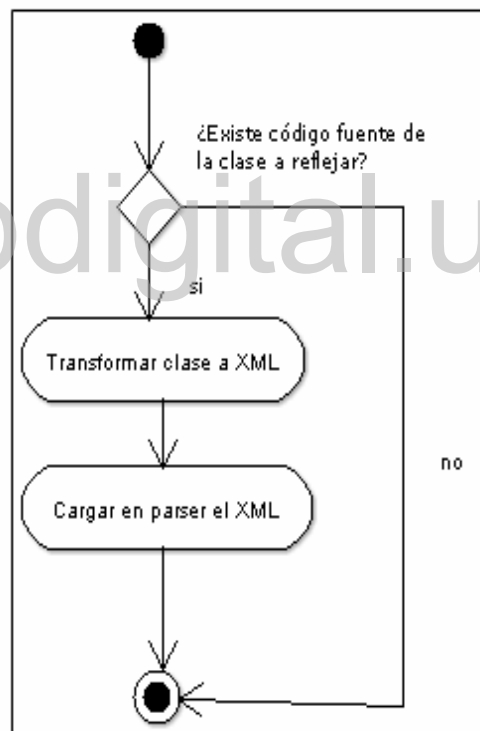 ¿Existe código fuente de
la clase a reflejar?
odigital.u
si
Transformar clase a XML
no
Cargar en parser el XML